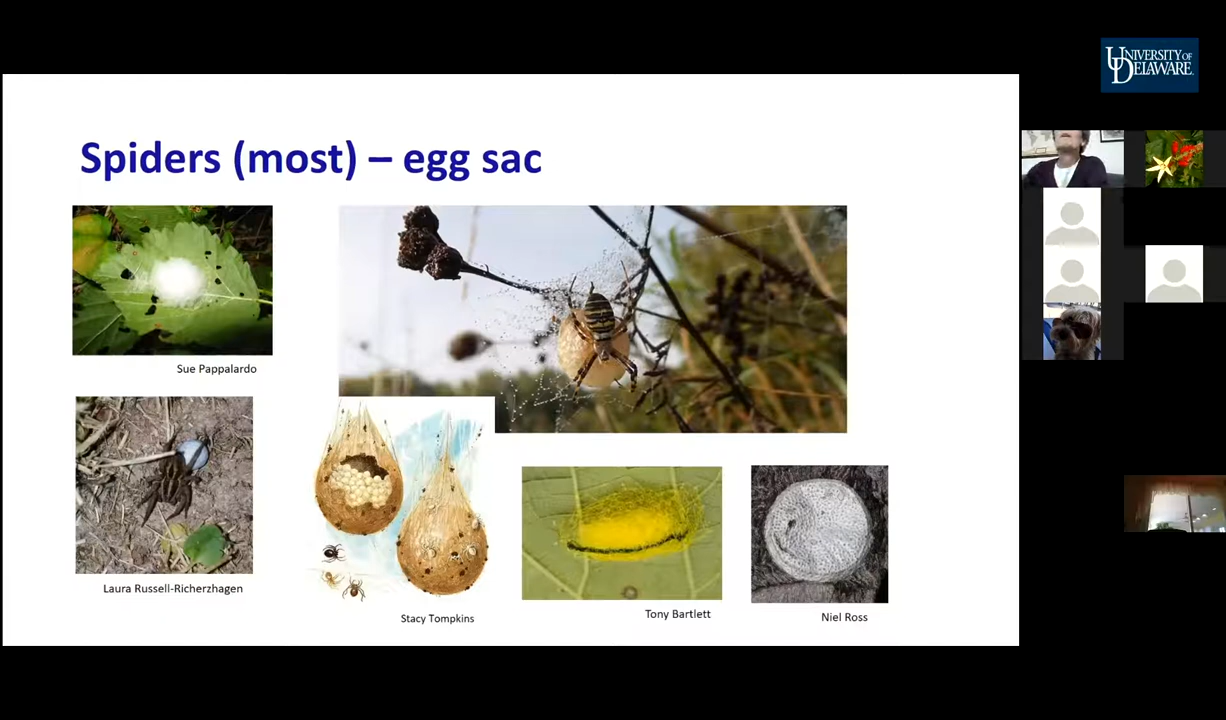 UNIVERSITY OF
DELAWARE
Spiders (most) – egg sac
Sue Pappalardo
Laura Russell-Richerzhagen
Stacy Tompkins
Tony Bartlett
Niel Ross